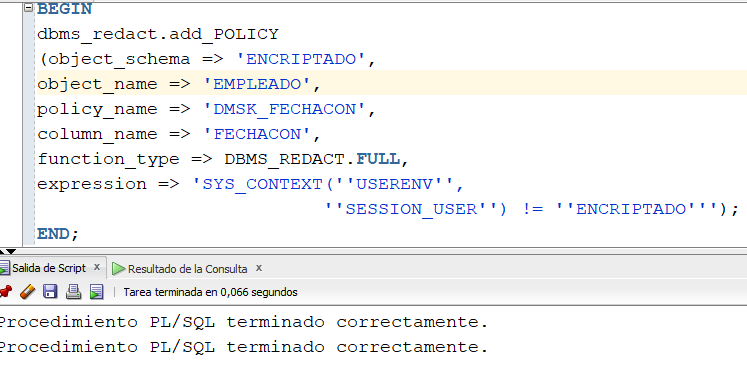 BEGIN
dbms_redact.add_POLICY
(object_schema => 'ENCRIPTADO',
object_name => 'EMPLEADO',
policy_name => 'DMSK_FECHACON',
column_name => 'FECHACON',
function_type => DBMS_REDACT.FULL,
expression => 'SYS_CONTEXT(''USERENV'',
''SESSION_USER'') != ''ENCRIPTADO''');
END;
Salida de Script x Resultado de la Consulta x
Tarea terminada en 0,066 segundos
Procedimiento PL/SQL terminado correctamente.
Procedimiento PL/SQL terminado correctamente.